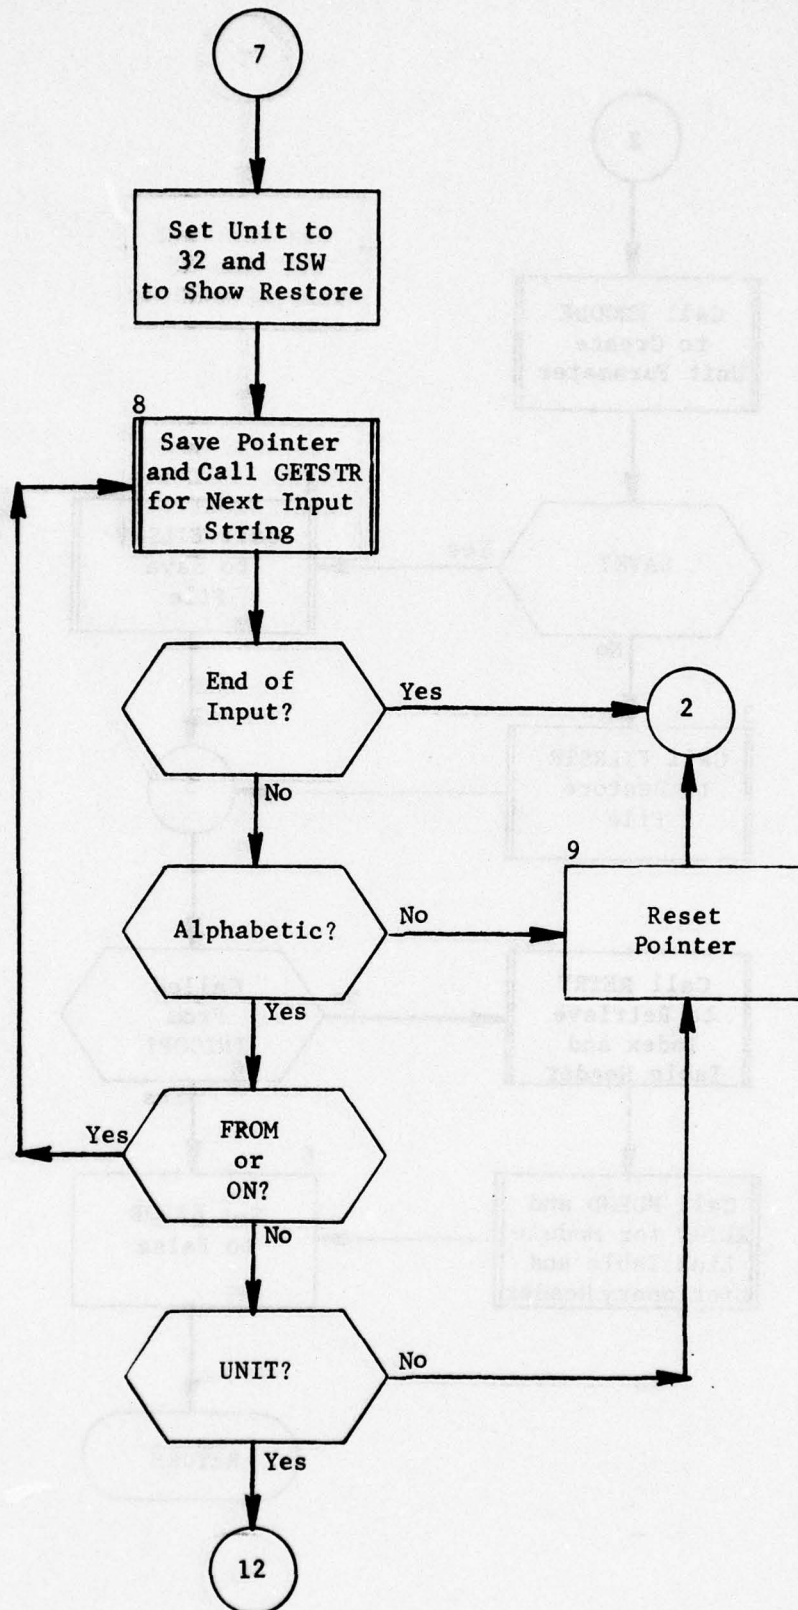 7
Set Unit to
32 and ISW
to Show Restore
8
Save Pointer
and Call GETSTR
for Next Input
String
End of
Input?
Yes
2
No
9
Alphabetic?
No
Reset
Pointer
Yes
FROM
or
ON?
Yes
No
UNIT?
No
Yes
12